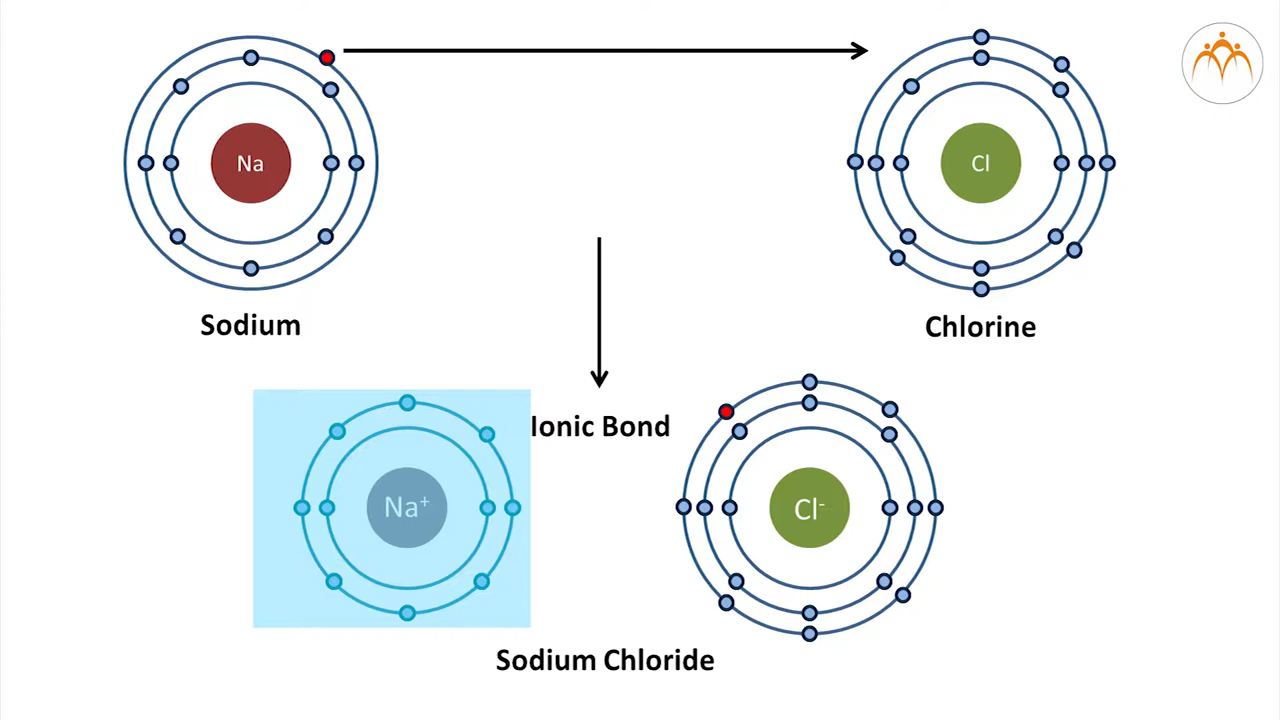 Na
Cl
Sodium
Chlorine
Ionic Bond
Na⁺
Cl⁻
Sodium Chloride